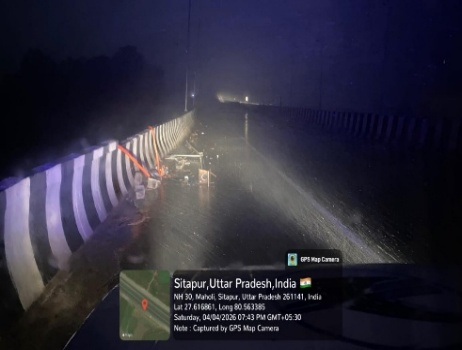 GPS Map Camera
Sitapur,Uttar Pradesh,India
NH 30, Maholi, Sitapur, Uttar Pradesh 261141, India
Lat 27.616861, Long 80.563385
Saturday, 04/04/2026 07:43 PM GMT+05:30
Note : Captured by GPS Map Camera